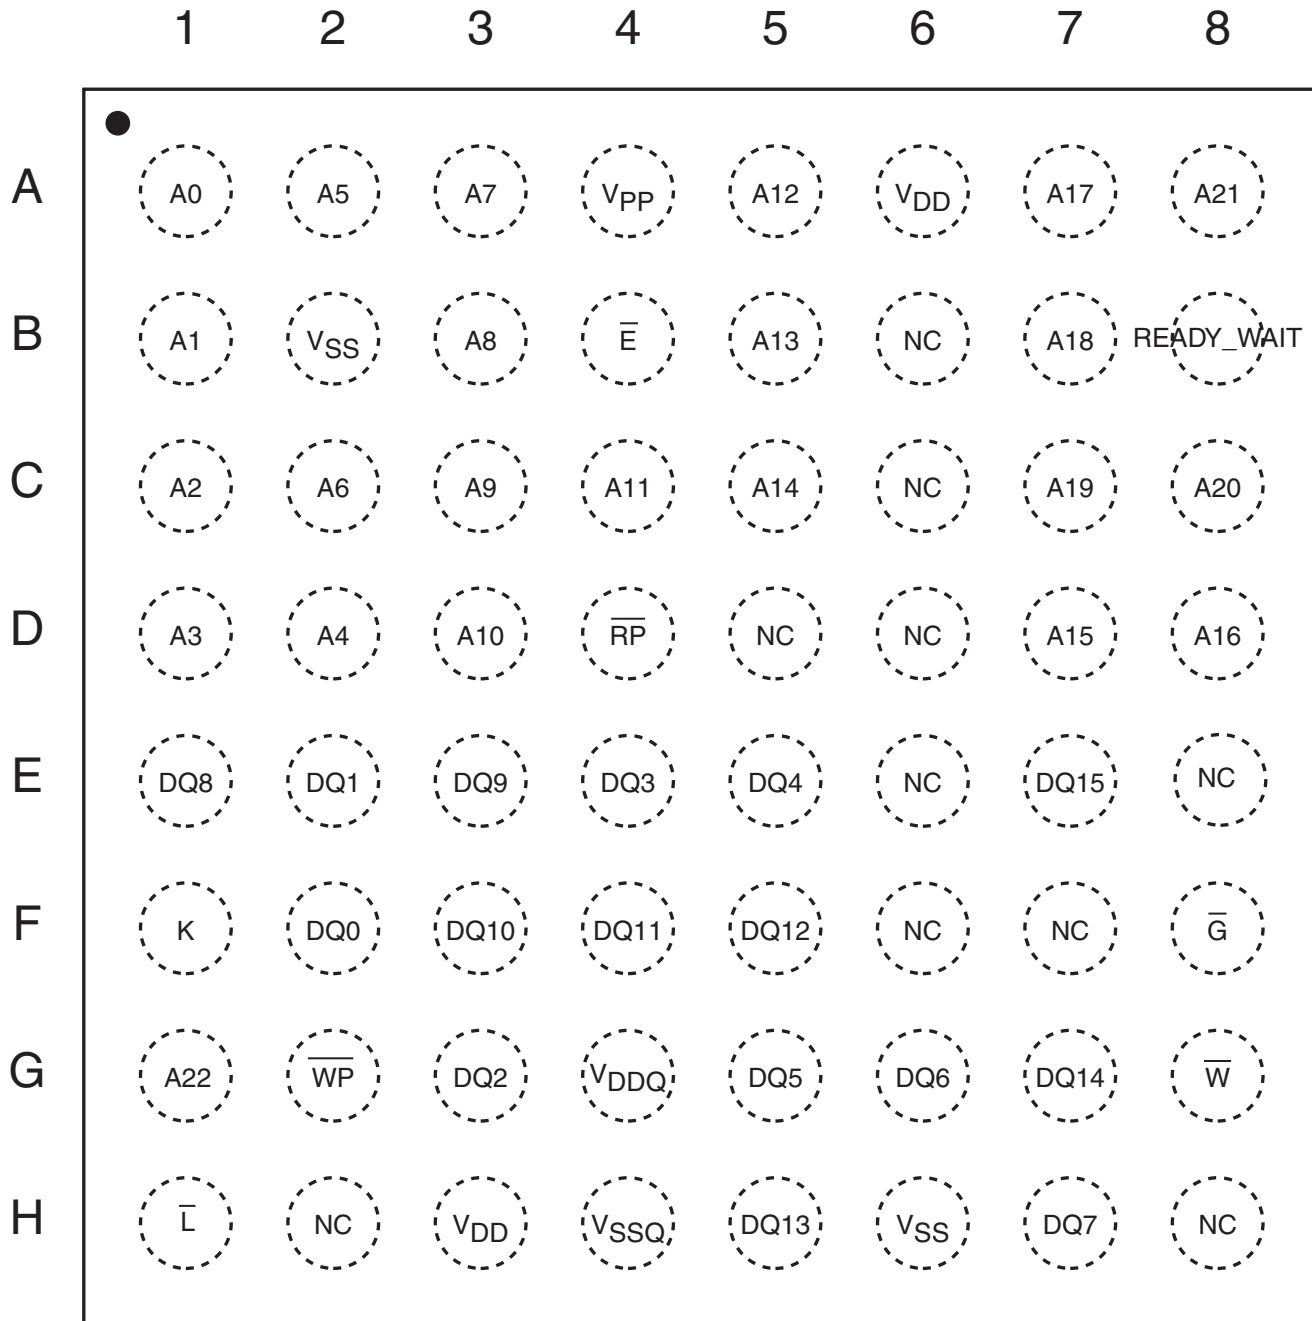 1 2 3 4 5 6 7 8
A A0 A5 A7 VPP A12 VDD A17 A21
B A1 VSS A8 E̅ A13 NC A18 READY_WAIT
C A2 A6 A9 A11 A14 NC A19 A20
D A3 A4 A10 R̅P̅ NC NC A15 A16
E DQ8 DQ1 DQ9 DQ3 DQ4 NC DQ15 NC
F K DQ0 DQ10 DQ11 DQ12 NC NC G̅
G A22 W̅P̅ DQ2 VDDQ DQ5 DQ6 DQ14 W̅
H L̅ NC VDD VSSQ DQ13 VSS DQ7 NC